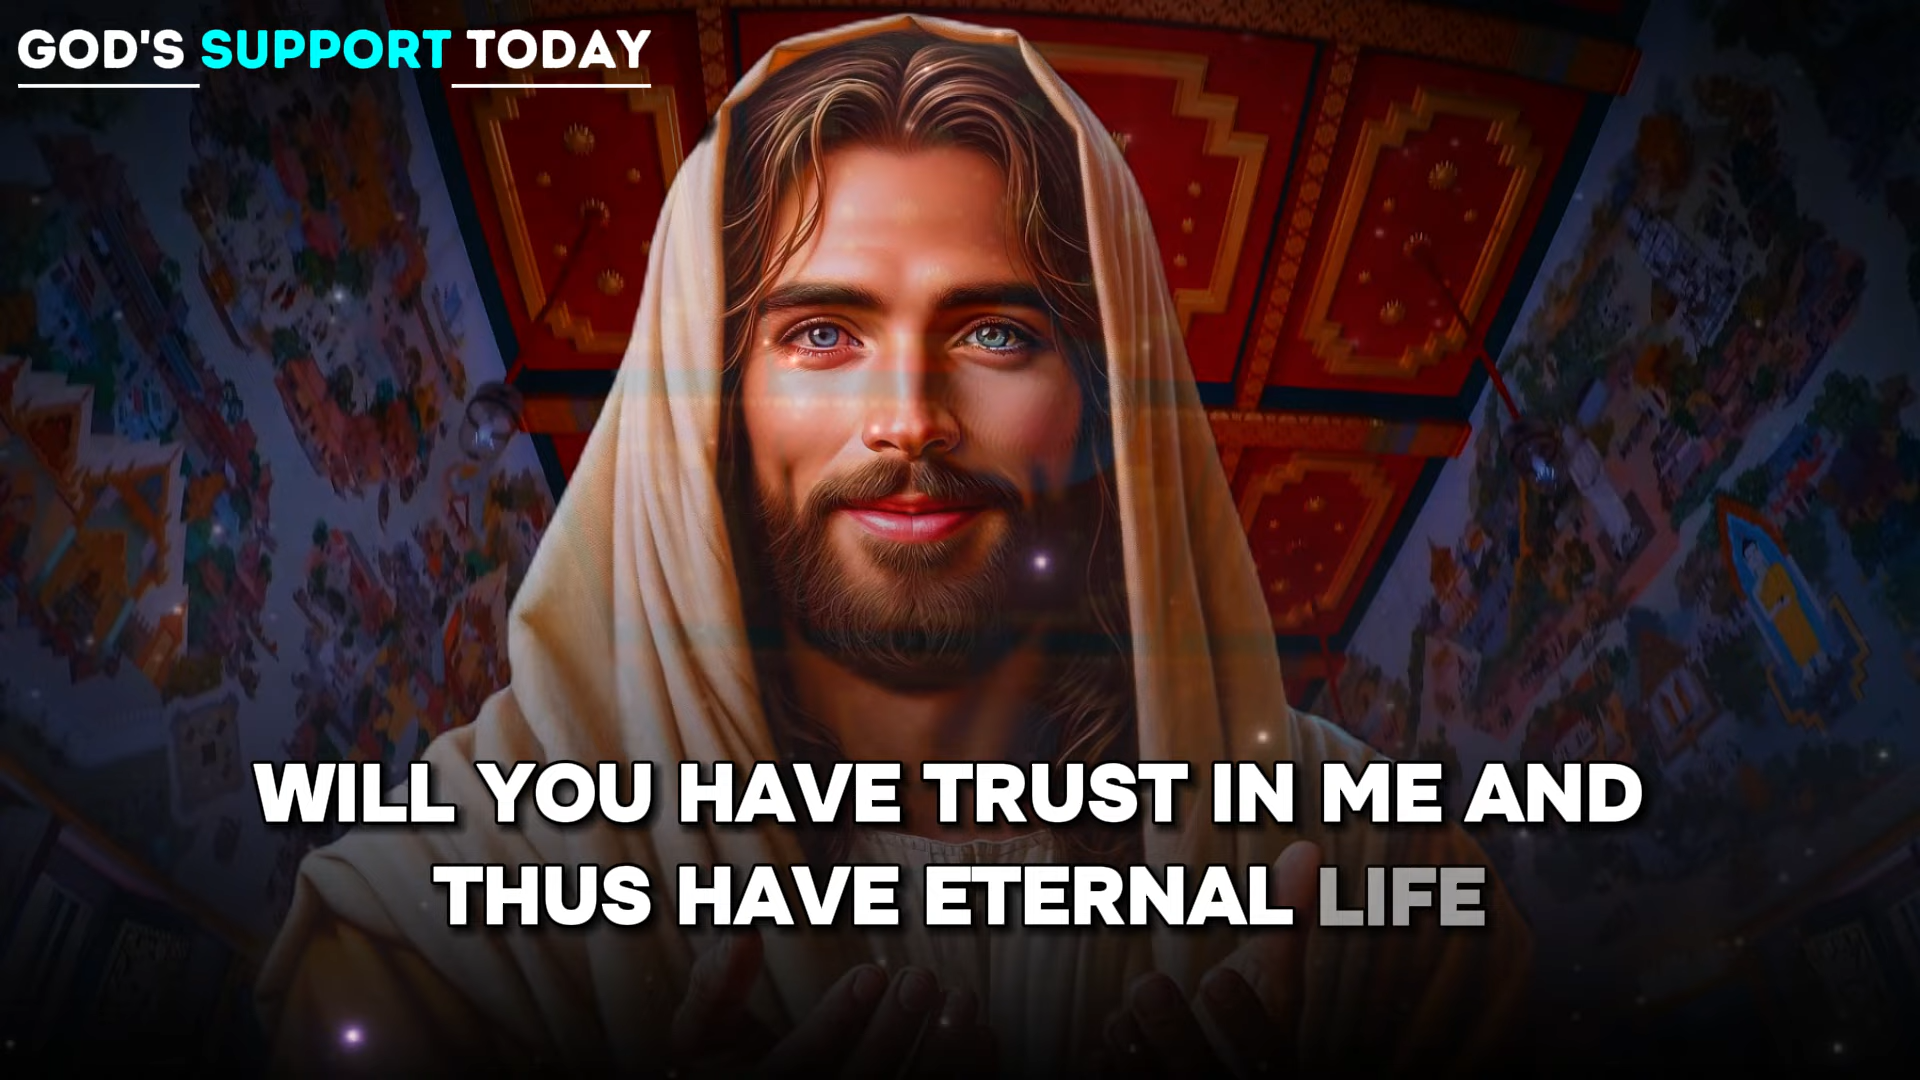 GOD'S SUPPORT TODAY
WILL YOU HAVE TRUST IN ME AND
THUS HAVE ETERNAL LIFE